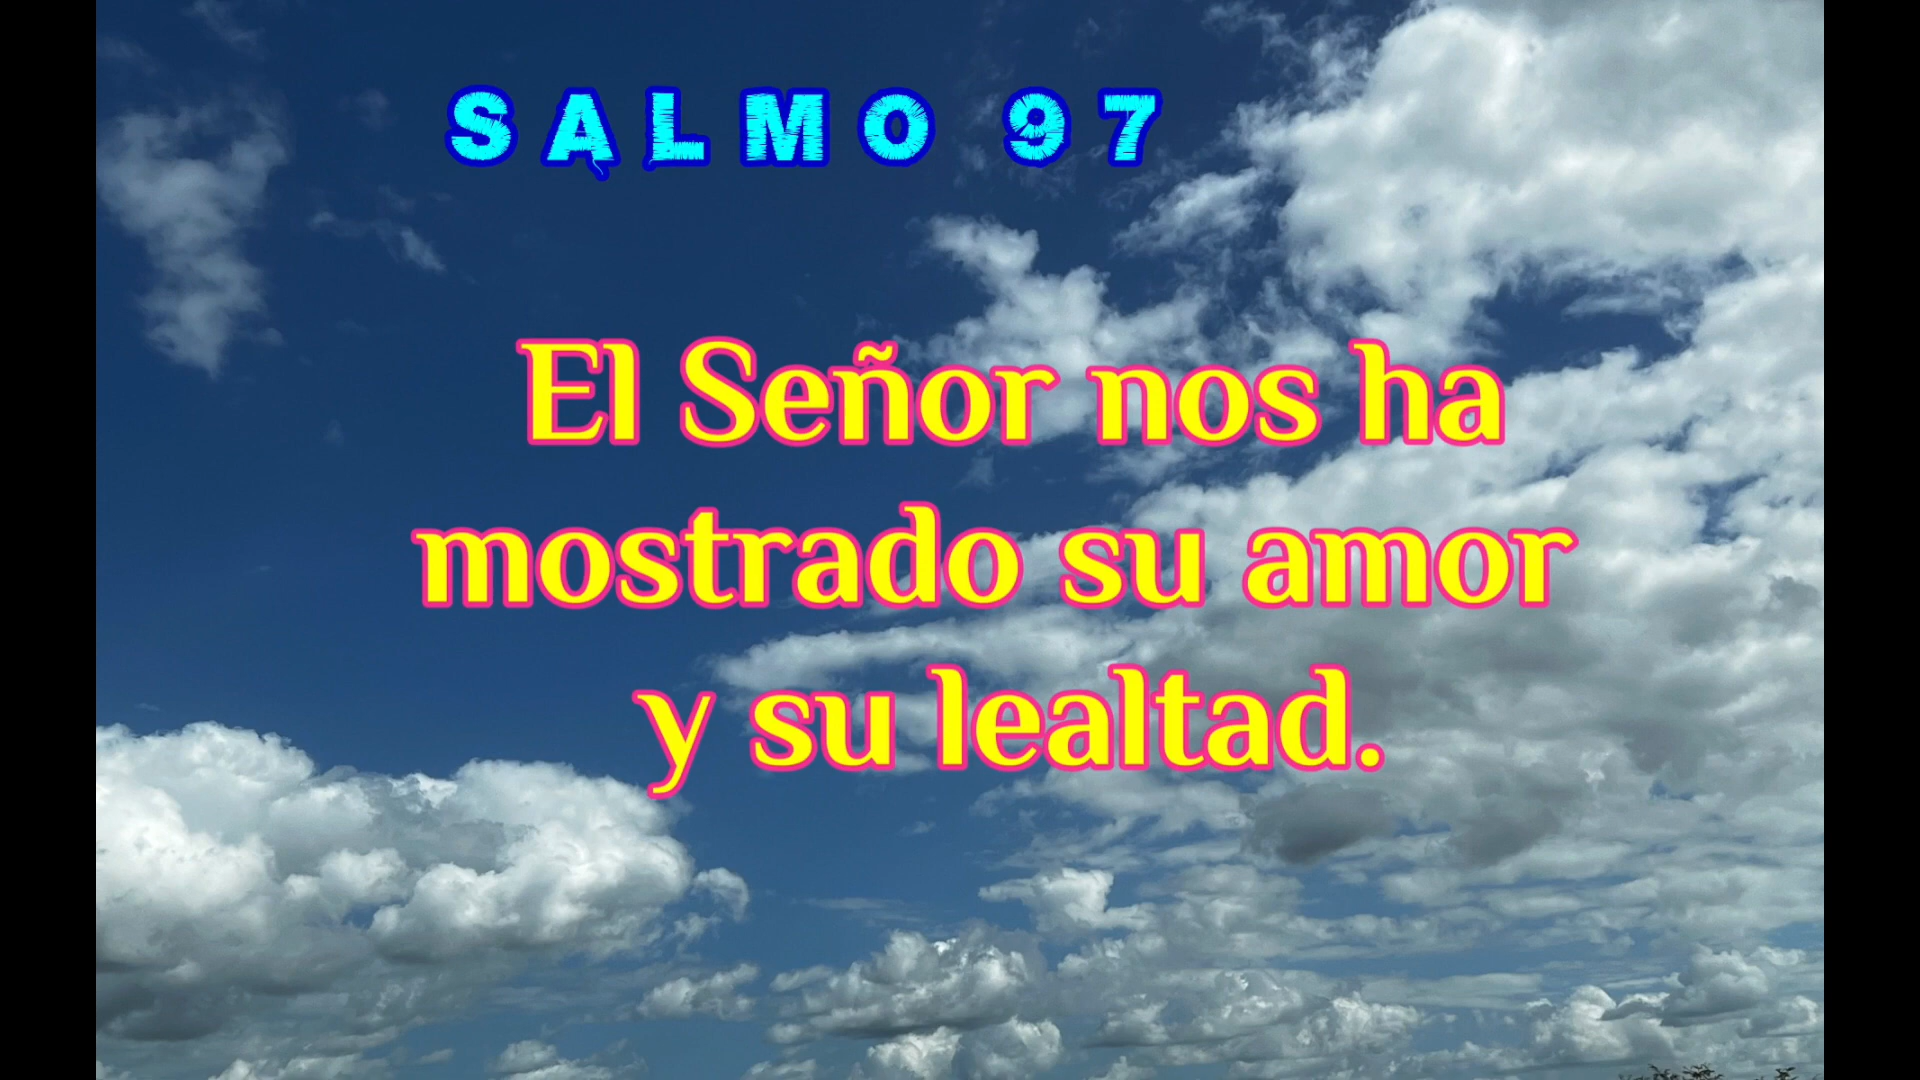 SALMO 97
El Señor nos ha
mostrado su amor
y su lealtad.